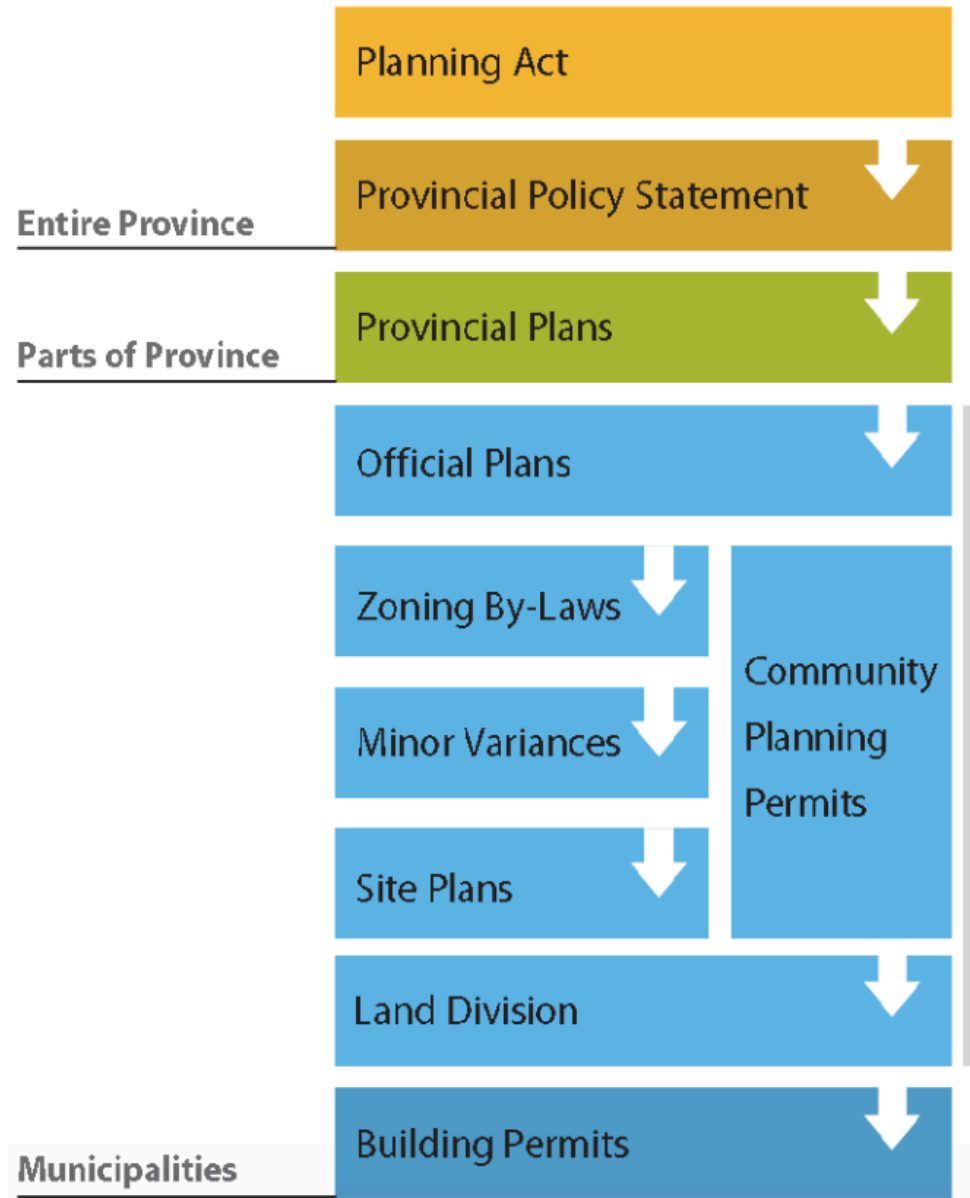 Planning Act
Provincial Policy Statement
Entire Province
Provincial Plans
Parts of Province
Official Plans
Zoning By-Laws
Minor Variances
Site Plans
Community
Planning
Permits
Land Division
Building Permits
Municipalities